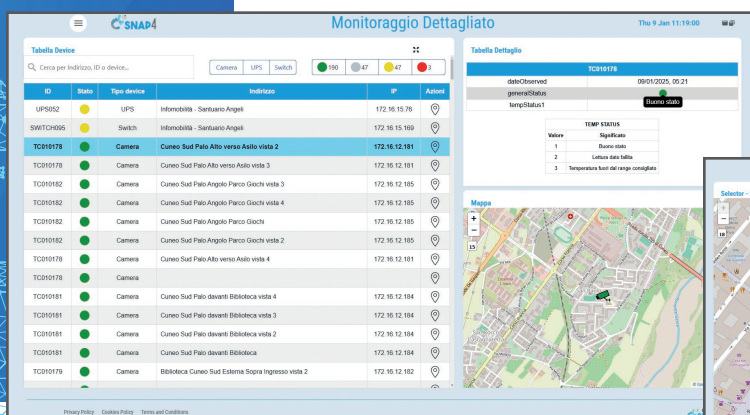 SNAP4
Monitoraggio Dettagliato
Thu 9 Jan 11:19:00
Tabella Device
Cerca per Indirizzo, ID o device...
Camera UPS Switch
190 47 47 3
ID Stato Tipo device Indirizzo IP Azioni
UPS052 UPS Infomobilità - Santuario Angeli 172.16.15.76
SWITCH095 Switch Infomobilità - Santuario Angeli 172.16.15.169
TC010178 Camera Cuneo Sud Palo Alto verso Asilo vista 2 172.16.12.181
TC010178 Camera Cuneo Sud Palo Alto verso Asilo vista 3 172.16.12.181
TC010182 Camera Cuneo Sud Palo Angolo Parco Giochi vista 3 172.16.12.185
TC010182 Camera Cuneo Sud Palo Angolo Parco Giochi vista 4 172.16.12.185
TC010182 Camera Cuneo Sud Palo Angolo Parco Giochi 172.16.12.185
TC010182 Camera Cuneo Sud Palo Angolo Parco Giochi vista 2 172.16.12.185
TC010178 Camera Cuneo Sud Palo Alto verso Asilo vista 4 172.16.12.181
TC010178 Camera
TC010181 Camera Cuneo Sud Palo davanti Biblioteca vista 4 172.16.12.184
TC010181 Camera Cuneo Sud Palo davanti Biblioteca vista 3 172.16.12.184
TC010181 Camera Cuneo Sud Palo davanti Biblioteca vista 2 172.16.12.184
TC010181 Camera Cuneo Sud Palo davanti Biblioteca 172.16.12.184
TC010179 Camera Biblioteca Cuneo Sud Esterna Sopra Ingresso vista 2 172.16.12.182
Privacy Policy Cookies Policy Terms and Conditions
Tabella Dettaglio
TC010178
dateObserved 09/01/2025, 05:21
generalStatus
Buono stato
tempStatus1
TEMP STATUS
Valore Significato
1 Buono stato
2 Lettura dato fallita
3 Temperatura fuori dal range consigliato
Mappa
+
−
15
Selector -
+
−
18